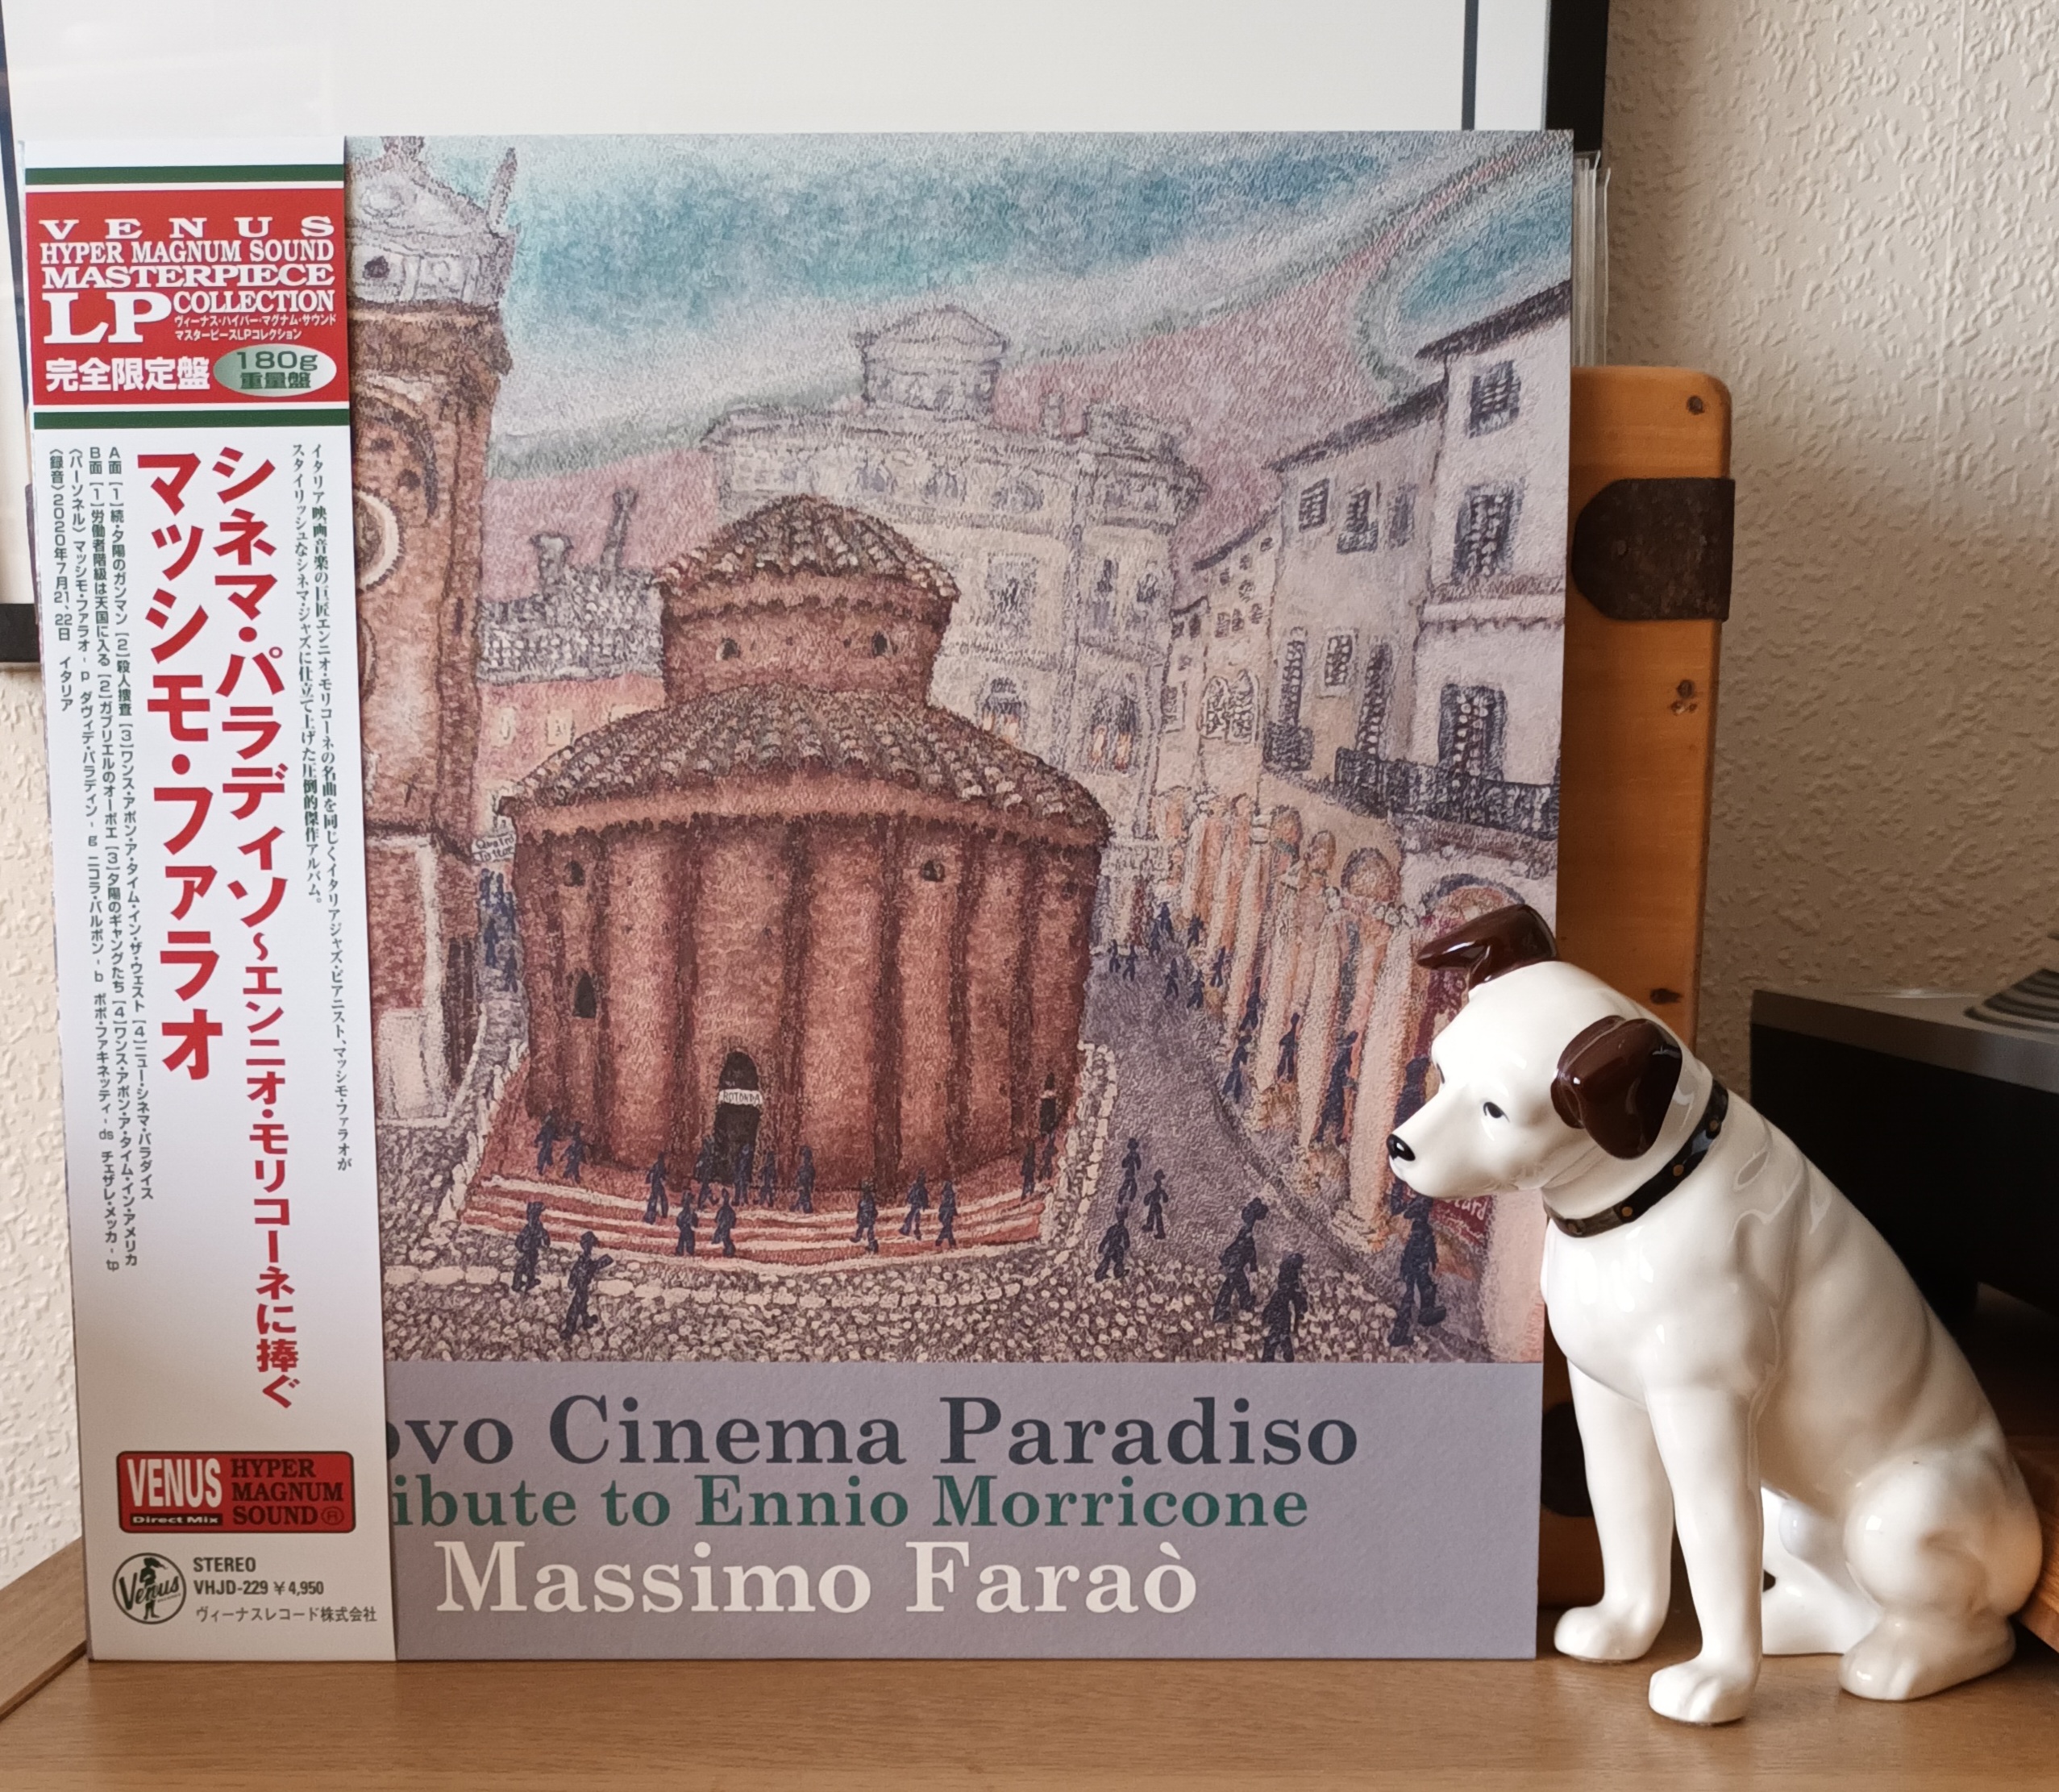 VENUS
HYPER MAGNUM SOUND
MASTERPIECE
LP COLLECTION
ヴィーナス・ハイパー・マグナム・サウンド
マスターピースLPコレクション
完全限定盤
180g
重量盤
イタリア映画音楽の巨匠エンニオ・モリコーネの名曲を同じくイタリアジャズ・ピアニスト、マッシモ・ファラオが
スタイリッシュなシネマ・ジャズに仕立て上げた圧倒的傑作アルバム。
シネマ・パラディソ~エンニオ・モリコーネに捧ぐ
マッシモ・ファラオ
A面 [1]続・夕陽のガンマン [2]殺人捜査 [3]ワンス・アポン・ア・タイム・イン・ザ・ウェスト [4]ニュー・シネマ・パラダイス
B面 [1]労働者階級は天国に入る [2]ガブリエルのオーボエ [3]夕陽のギャングたち [4]ワンス・アポン・ア・タイム・イン・アメリカ
〈パーソネル〉マッシモ・ファラオ - p ダヴィデ・パラディン - g ニコラ・バルボン - b ボボ・ファキネッティ - ds チェザレ・メッカ - tp
〈録音〉2020年7月21、22日 イタリア
VENUS
Direct Mix
HYPER
MAGNUM
SOUND®
Venus
STEREO
VHJD-229 ¥4,950
ヴィーナスレコード株式会社
ROTONDA
ovo Cinema Paradiso
ibute to Ennio Morricone
Massimo Faraò